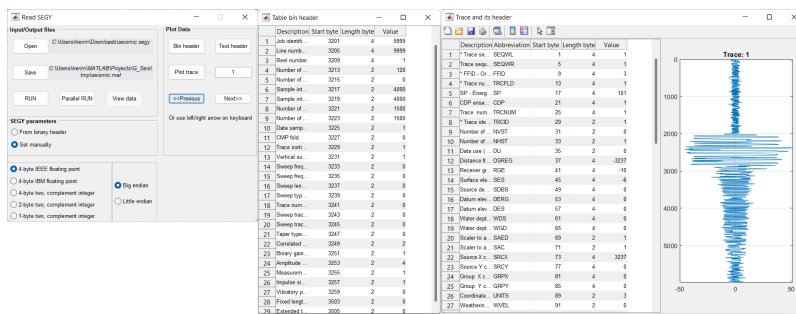 Read SEGY
Input/Output files
Open
C:\Users\kerim\Downloads\seismic.segy
Save
C:\Users\kerim\MATLAB\Projects\G_Seis\
tmp\seismic.mat
RUN
Parallel RUN
View data
SEGY parameters
From binary header
Set manually
4-byte IEEE floating point
4-byte IBM floating point
4-byte two, complement integer
2-byte two, complement integer
1-byte two, complement integer
Big endian
Little endian
Plot Data
Bin header
Text header
Plot trace
1
<<Previous
Next>>
Or use left/right arrow on keyboard
Table bin header
Description Start byte Length byte Value
1 Job identifi... 3201 4 9999
2 Line numb... 3205 4 9999
3 Reel number. 3209 4 1
4 Number of ... 3213 2 120
5 Number of ... 3215 2 0
6 Sample int... 3217 2 4000
7 Sample int... 3219 2 4000
8 Number of ... 3221 2 1500
9 Number of ... 3223 2 1500
10 Data samp... 3225 2 1
11 CMP fold. 3227 2 0
12 Trace sorti... 3229 2 1
13 Vertical su... 3231 2 1
14 Sweep freq... 3233 2 0
15 Sweep freq... 3235 2 0
16 Sweep len... 3237 2 0
17 Sweep typ... 3239 2 0
18 Trace num... 3241 2 0
19 Sweep trac... 3243 2 0
20 Sweep trac... 3245 2 0
21 Taper type... 3247 2 0
22 Correlated ... 3249 2 2
23 Binary gain... 3251 2 1
24 Amplitude ... 3253 2 4
25 Measurem... 3255 2 1
26 Impulse si... 3257 2 1
27 Vibratory p... 3259 2 0
28 Fixed lengt... 3503 2 0
29 Extended t... 3505 2 0
Trace and its header
Description Abbreviation Start byte Length byte Value
1 * Trace se... SEQWL 1 4 1
2 Trace sequ... SEQWR 5 4 1
3 * FFID - Or... FFID 9 4 3
4 * Trace nu... TRCFLD 13 4 1
5 SP - Energ... SP 17 4 101
6 CDP ense... CDP 21 4 1
7 Trace num... TRCNUM 25 4 1
8 * Trace ide... TRCID 29 2 1
9 Number of ... NVST 31 2 0
10 Number of ... NHST 33 2 1
11 Data use (... DU 35 2 0
12 Distance fr... DSREG 37 4 -3237
13 Receiver gr... RGE 41 4 -10
14 Surface ele... SES 45 4 -6
15 Source de... SDBS 49 4 0
16 Datum elev... DERG 53 4 0
17 Datum elev... DES 57 4 0
18 Water dept... WDS 61 4 0
19 Water dept... WGD 65 4 0
20 Scaler to a... SAED 69 2 1
21 Scaler to a... SAC 71 2 1
22 Source X c... SRCX 73 4 3237
23 Source Y c... SRCY 77 4 0
24 Group X c... GRPX 81 4 0
25 Group Y c... GRPY 85 4 0
26 Coordinate... UNITS 89 2 3
27 Weatherin... WVEL 91 2 0
Trace: 1
0
1000
2000
3000
4000
5000
-50 0 50